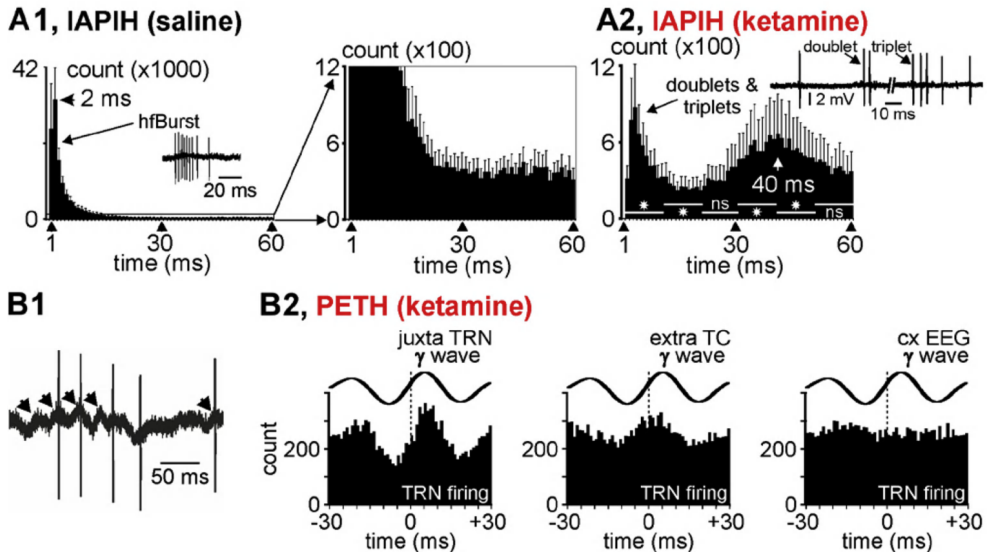 A1, IAPIH (saline)
42
count (x1000)
2 ms
hfBurst
20 ms
0
1
30
60
time (ms)
count (x100)
12
6
0
1
30
60
time (ms)
A2, IAPIH (ketamine)
count (x100)
12
doublets &
triplets
doublet
triplet
2 mV
10 ms
6
40 ms
ns
ns
0
1
30
60
time (ms)
B1
50 ms
B2, PETH (ketamine)
juxta TRN
γ wave
count
200
0
TRN firing
-30
0
+30
time (ms)
extra TC
γ wave
200
0
TRN firing
-30
0
+30
time (ms)
cx EEG
γ wave
200
0
TRN firing
-30
0
+30
time (ms)